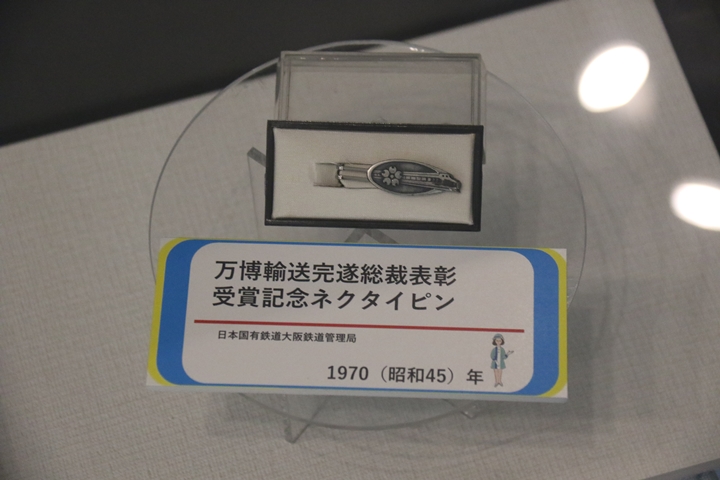 万博輸送完遂総裁表彰
受賞記念ネクタイピン
日本国有鉄道大阪鉄道管理局
1970（昭和45）年